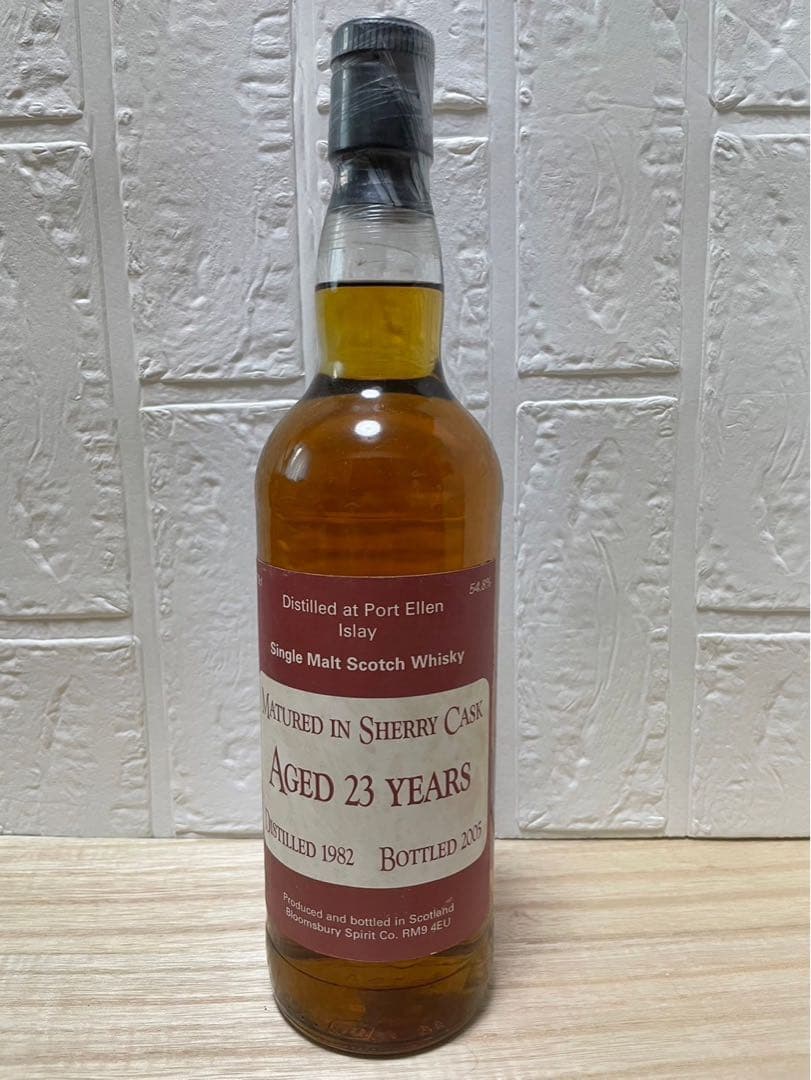 54.8%
Distilled at Port Ellen
Islay
Single Malt Scotch Whisky
MATURED IN SHERRY CASK
AGED 23 YEARS
DISTILLED 1982 BOTTLED 2005
Produced and bottled in Scotland
Bloomsbury Spirit Co. RM9 4EU